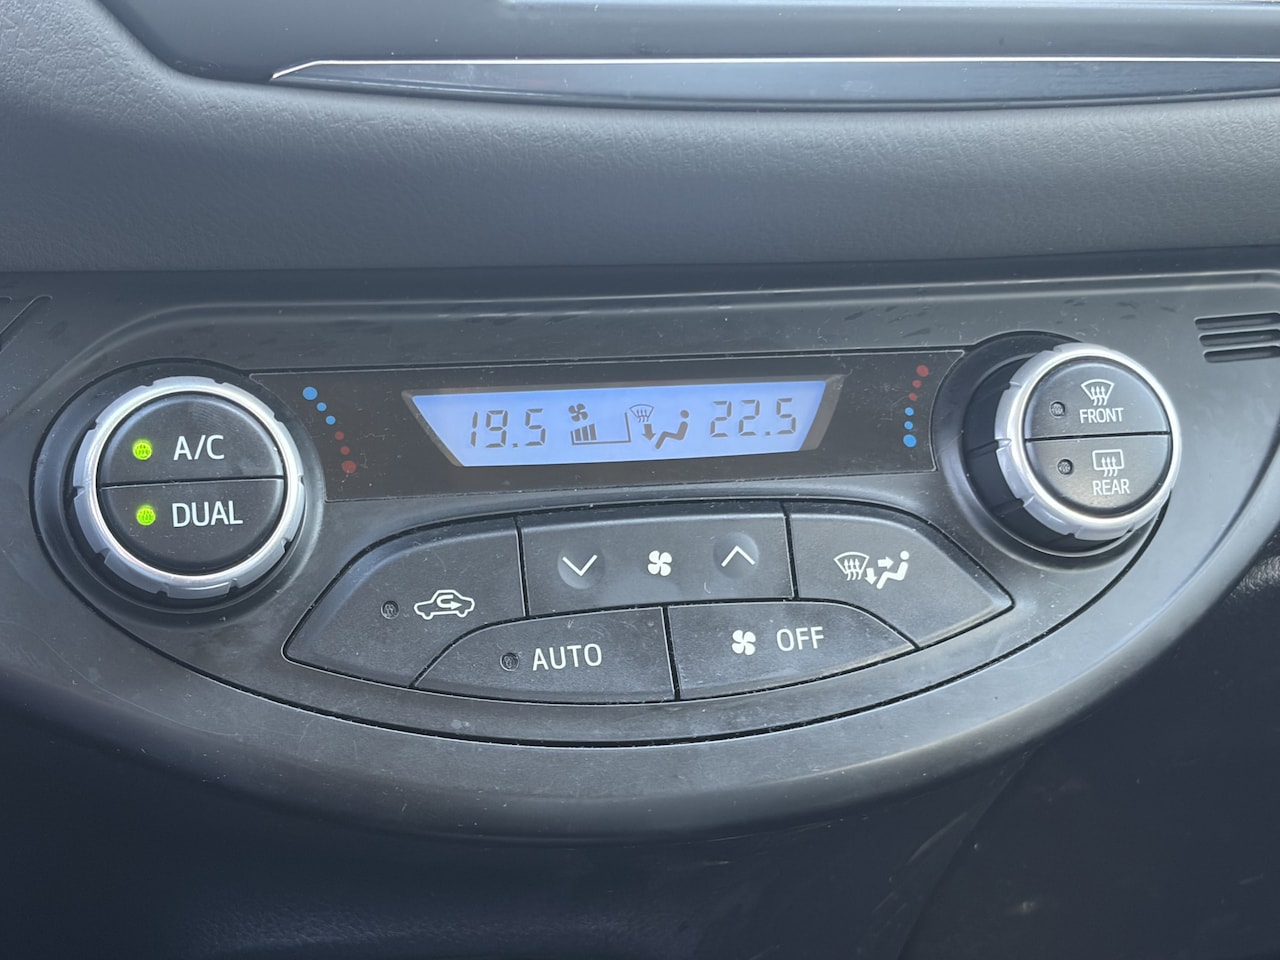 A/C
DUAL
19.5
22.5
FRONT
REAR
AUTO
OFF